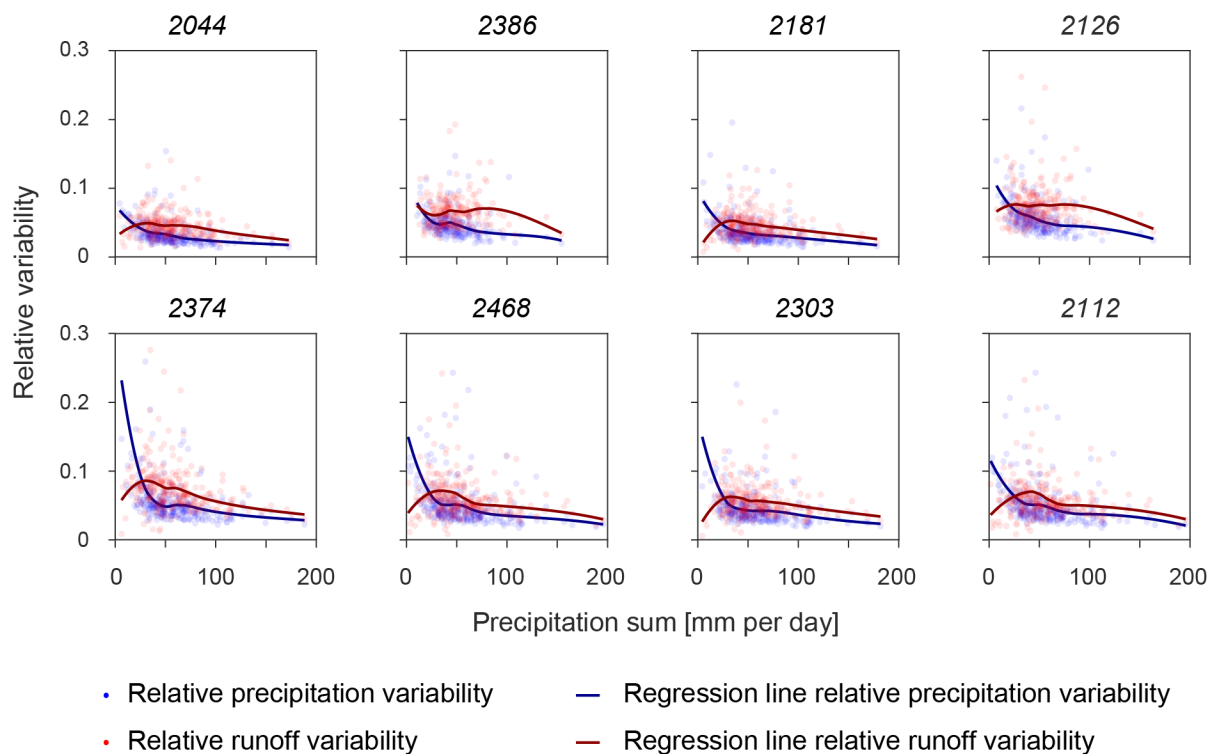 2044 2386 2181 2126
0.3
0.2
0.1
0
2374 2468 2303 2112
0.3
0.2
0.1
0
0 100 200 0 100 200 0 100 200 0 100 200
Relative variability
Precipitation sum [mm per day]
Relative precipitation variability Regression line relative precipitation variability
Relative runoff variability Regression line relative runoff variability